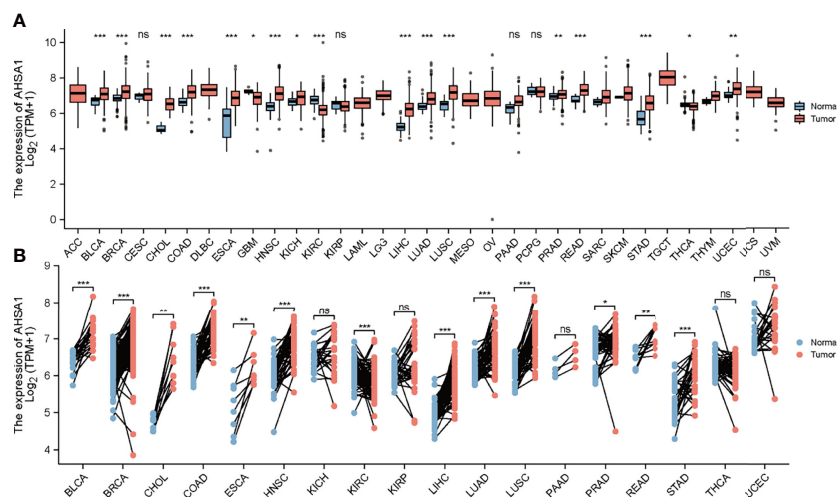 A
*** *** ns *** *** *** * *** * *** ns *** *** *** ns ns ** *** *** * **
The expression of AHSA1
Log2 (TPM+1)
10
8
6
4
2
0
Norma
Tumor
ACC BLCA BRCA CESC CHOL COAD DLBC ESCA GBM HNSC KICH KIRC KIRP LAML LGG LIHC LUAD LUSC MESO OV PAAD PCPG PRAD READ SARC SKCM STAD TGCT THCA THYM UCEC UCS UVM
B
*** *** ** *** ** *** ns *** ns *** *** *** ns * ** *** ns ns
The expression of AHSA1
Log2 (TPM+1)
9
8
7
6
5
4
Norma
Tumor
BLCA BRCA CHOL COAD ESCA HNSC KICH KIRC KIRP LIHC LUAD LUSC PAAD PRAD READ STAD THCA UCEC